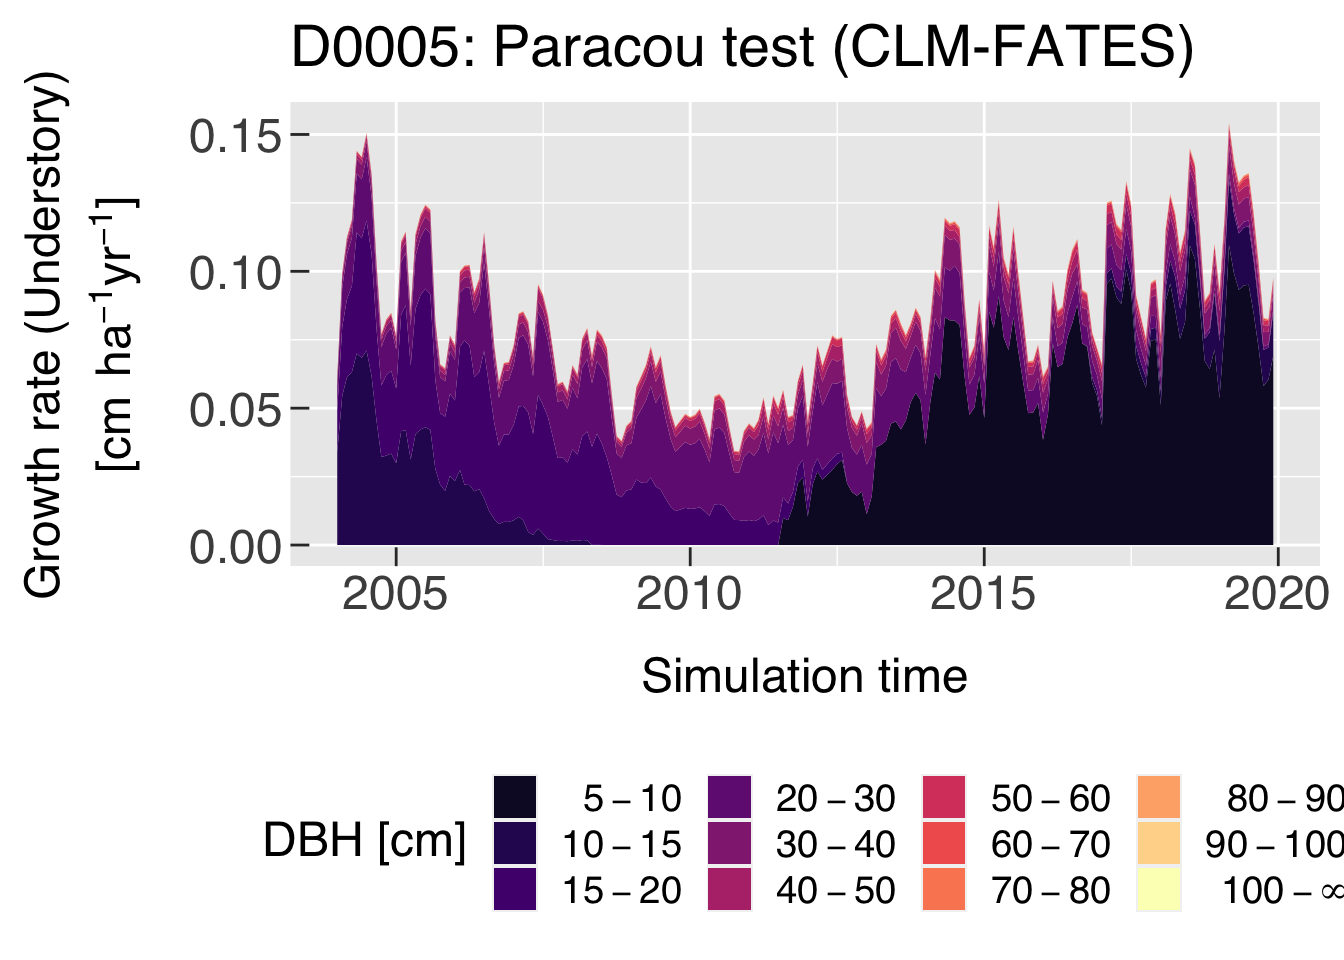 D0005: Paracou test (CLM-FATES)
Growth rate (Understory)
[cm ha⁻¹yr⁻¹]
0.15
0.10
0.05
0.00
2005 2010 2015 2020
Simulation time
DBH [cm]
5 – 10 20 – 30 50 – 60 80 – 90
10 – 15 30 – 40 60 – 70 90 – 100
15 – 20 40 – 50 70 – 80 100 – ∞